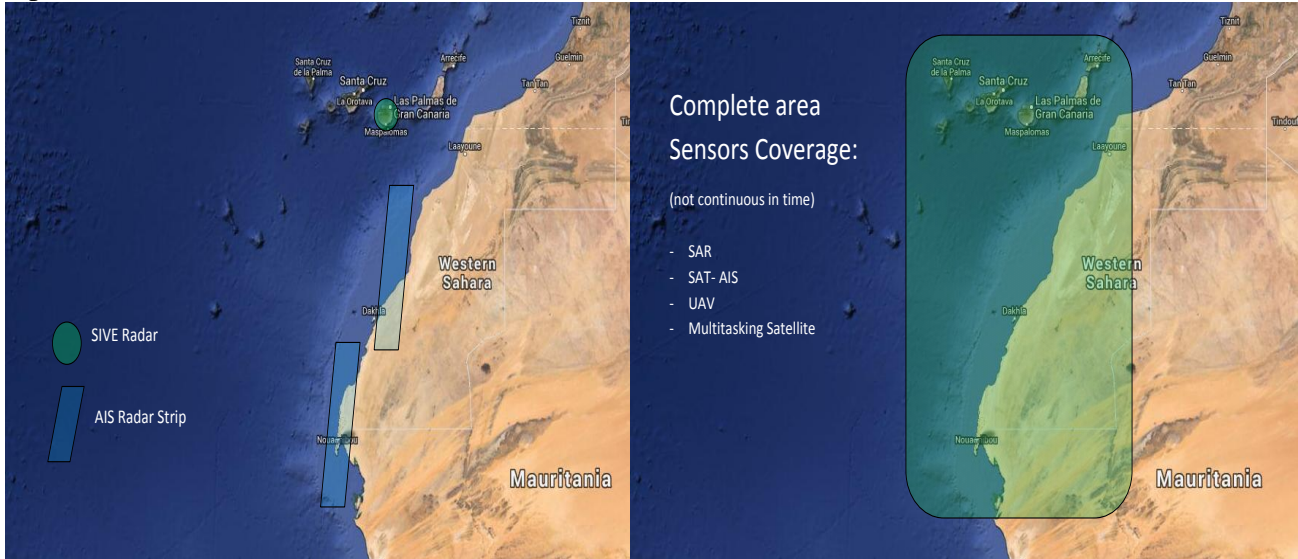 Tiznit
Santa Cruz
de la Palma
Arrecife
Guelmin
Santa Cruz
Tan Tan
La Orotava
Las Palmas de
Gran Canaria
Maspalomas
Laayoune
Western
Sahara
Dakhla
SIVE Radar
AIS Radar Strip
Mauritania
Tiznit
Santa Cruz
de la Palma
Arrecife
Guelmin
Santa Cruz
Tan Tan
La Orotava
Las Palmas de
Gran Canaria
Maspalomas
Tindouf
Laayoune
Complete area
Sensors Coverage:
(not continuous in time)
- SAR
- SAT- AIS
- UAV
- Multitasking Satellite
Western
Sahara
Dakhla
Nouadhibou
Mauritania